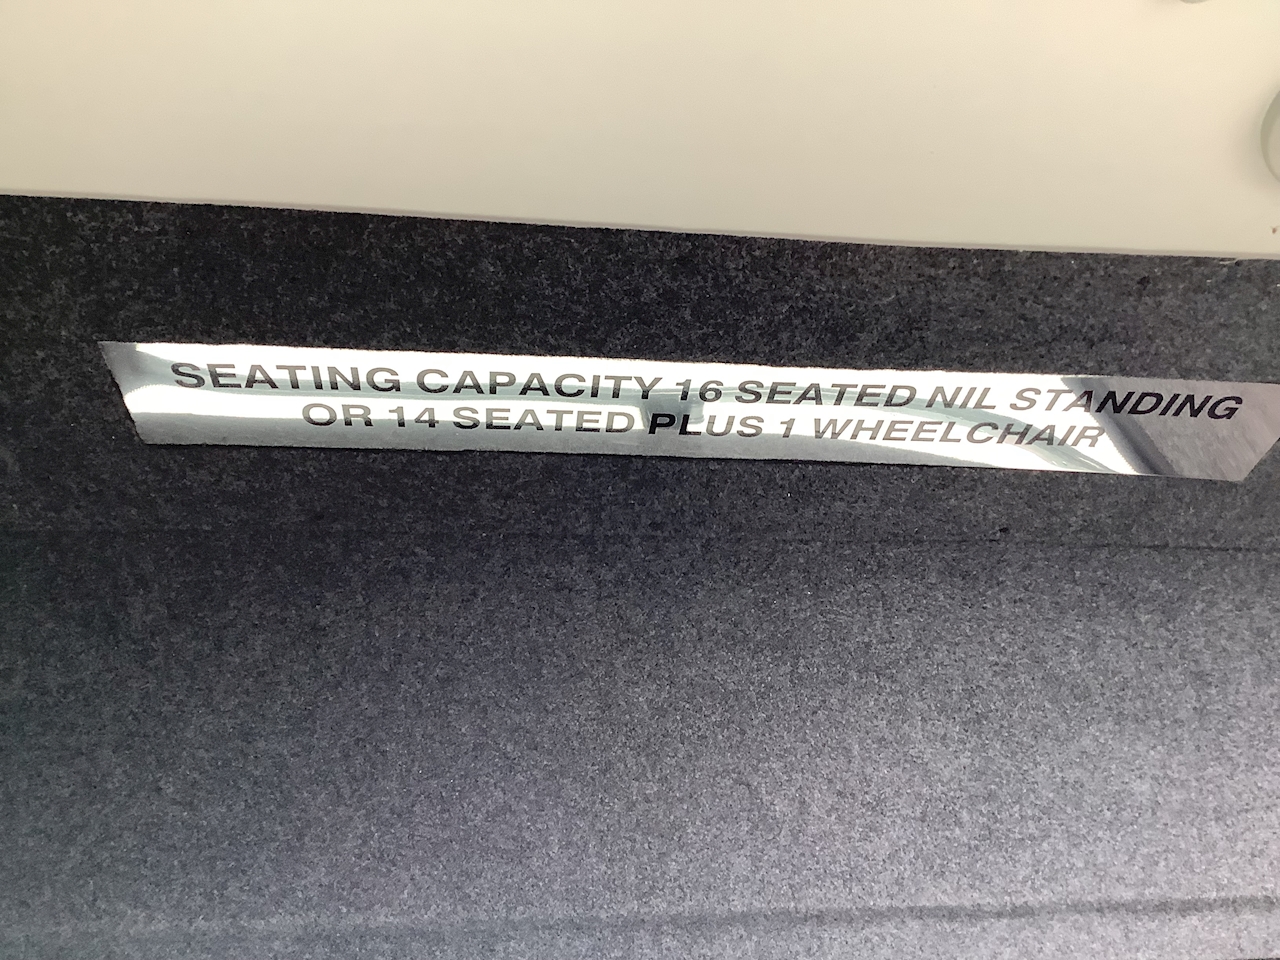 SEATING CAPACITY 16 SEATED NIL STANDING
OR 14 SEATED PLUS 1 WHEELCHAIR